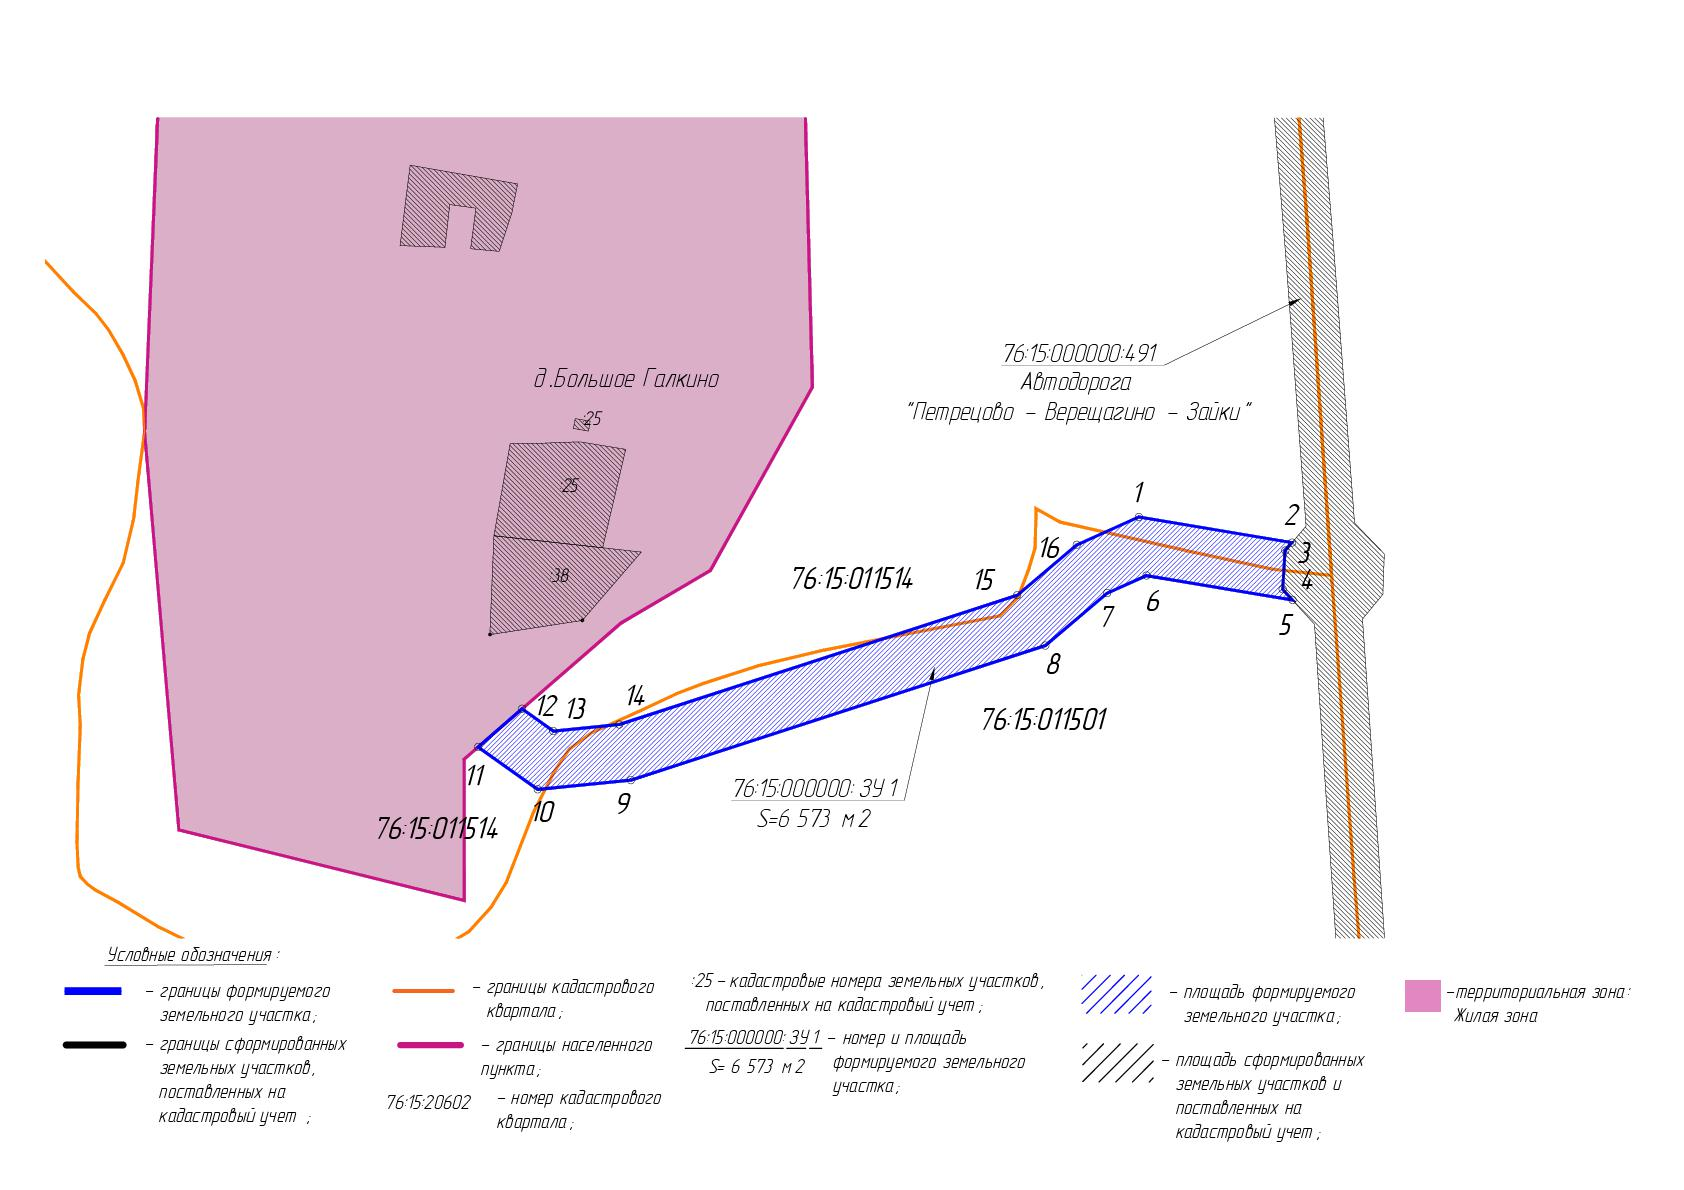 76:15:000000:491
Автодорога
"Петрецово - Верещагино - Зайки"
д.Большое Галкино
:25
:25
:38
1
2
3
4
5
6
7
8
9
10
11
12
13
14
15
16
76:15:011514
76:15:011501
76:15:000000: ЗУ 1
S=6 573 м 2
76:15:011514
Условные обозначения:
- границы формируемого
земельного участка;
- границы сформированных
земельных участков,
поставленных на
кадастровый учет ;
- границы кадастрового
квартала;
- границы населенного
пункта;
76:15:20602 - номер кадастрового
квартала;
:25 - кадастровые номера земельных участков,
поставленных на кадастровый учет;
76:15:000000: ЗУ 1 - номер и площадь
S= 6 573 м 2 формируемого земельного
участка;
- площадь формируемого
земельного участка;
- площадь сформированных
земельных участков и
поставленных на
кадастровый учет;
-территориальная зона:
Жилая зона